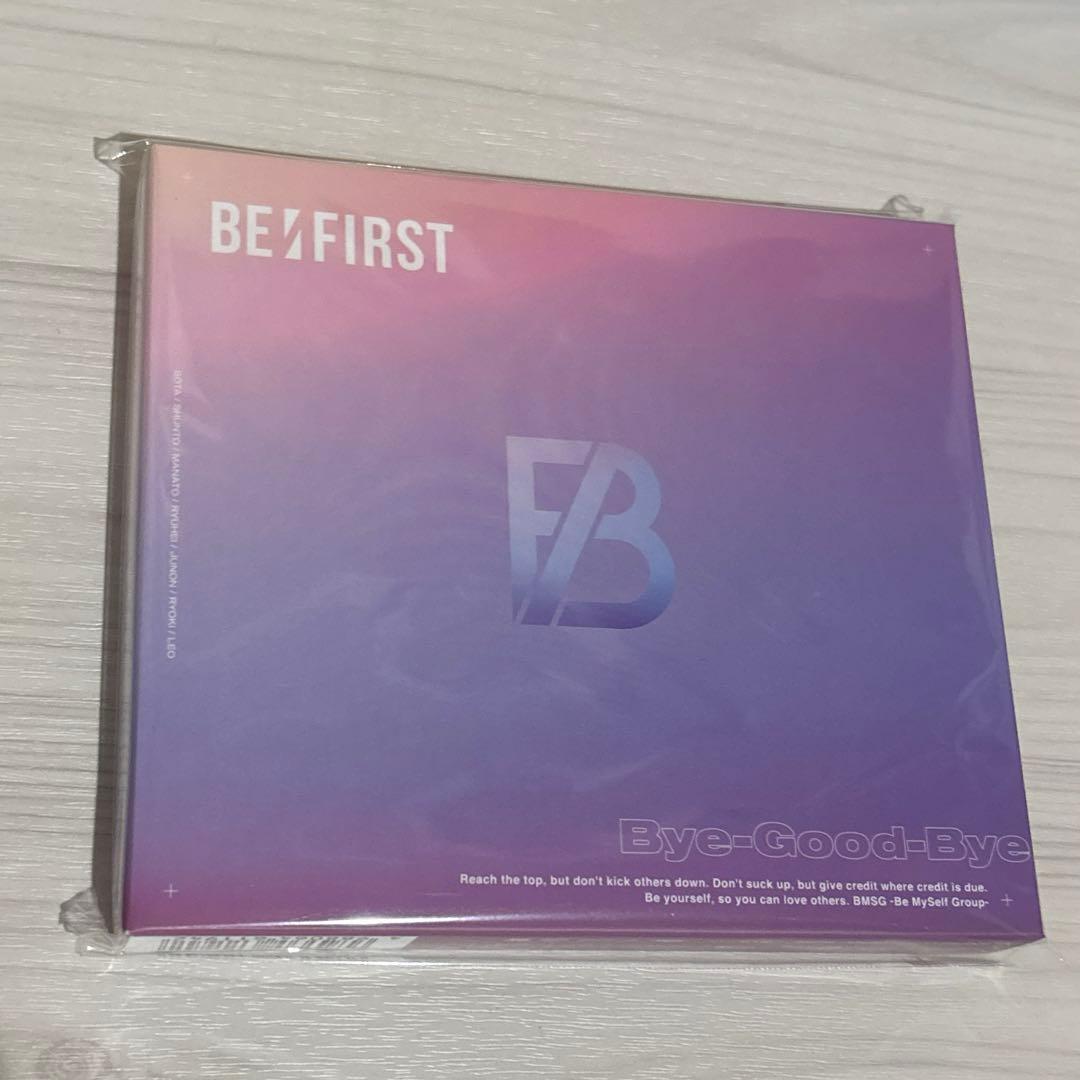 BE:FIRST
SOTA / SHUNTO / MANATO / RYUHEI / JUNON / RYOKI / LEO
FB
Bye-Good-Bye
Reach the top, but don't kick others down. Don't suck up, but give credit where credit is due.
Be yourself, so you can love others. BMSG -Be MySelf Group-